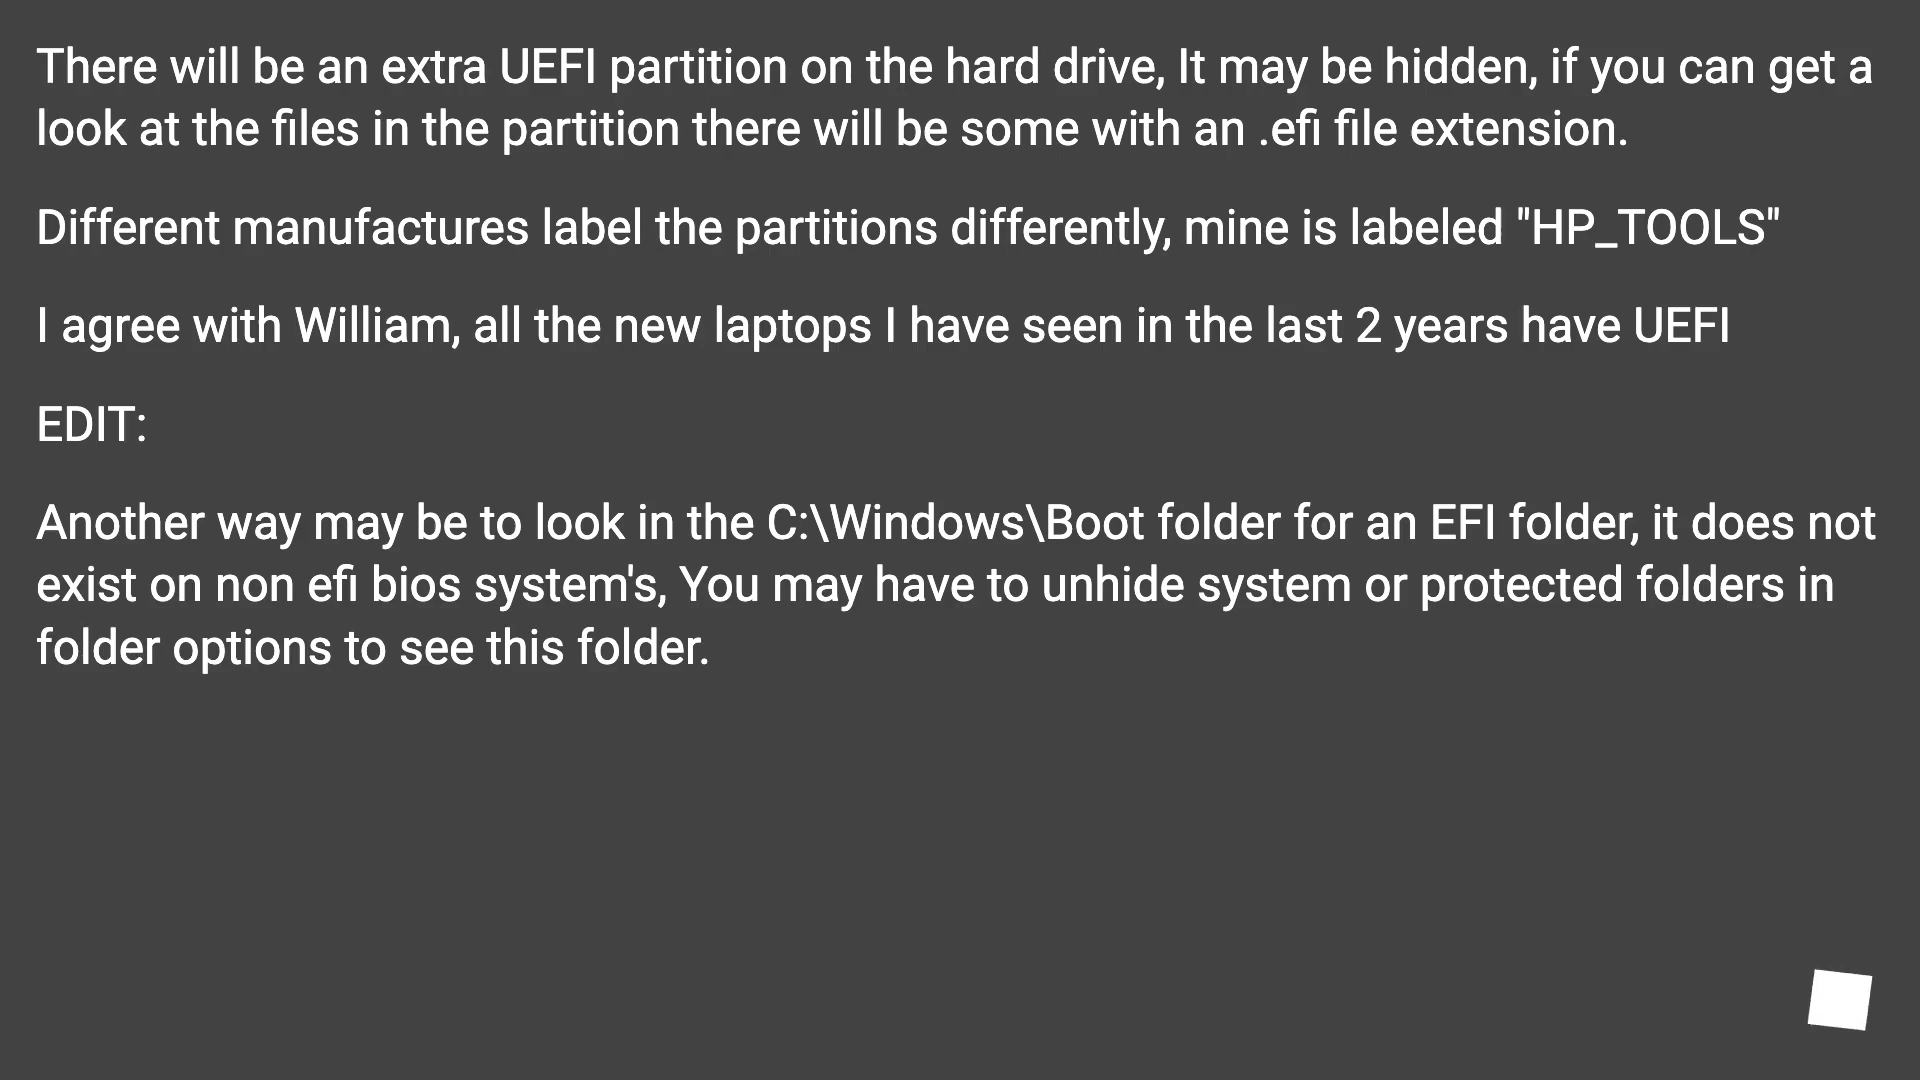 There will be an extra UEFI partition on the hard drive, It may be hidden, if you can get a
look at the files in the partition there will be some with an .efi file extension.
Different manufactures label the partitions differently, mine is labeled "HP_TOOLS"
I agree with William, all the new laptops I have seen in the last 2 years have UEFI
EDIT:
Another way may be to look in the C:\Windows\Boot folder for an EFI folder, it does not
exist on non efi bios system's, You may have to unhide system or protected folders in
folder options to see this folder.